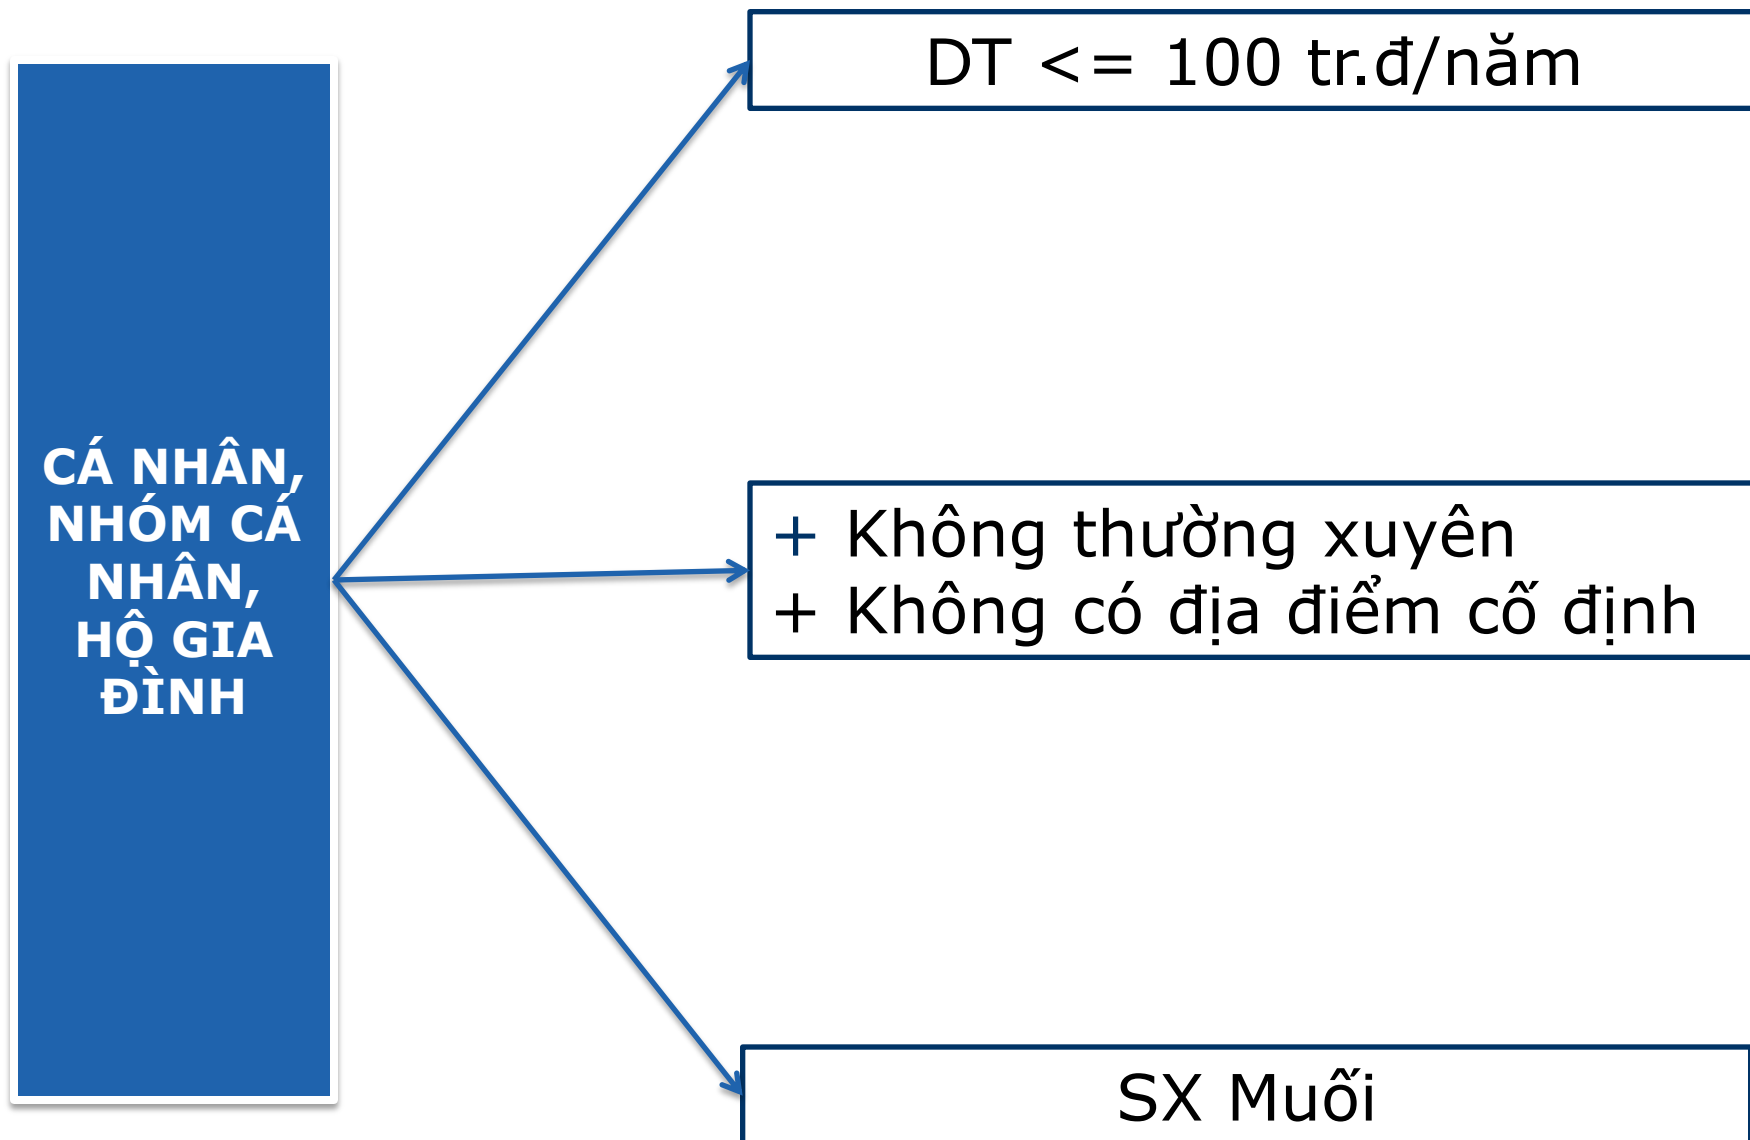 CÁ NHÂN,
NHÓM CÁ
NHÂN,
HỘ GIA
ĐÌNH
DT <= 100 tr.đ/năm
+ Không thường xuyên
+ Không có địa điểm cố định
SX Muối